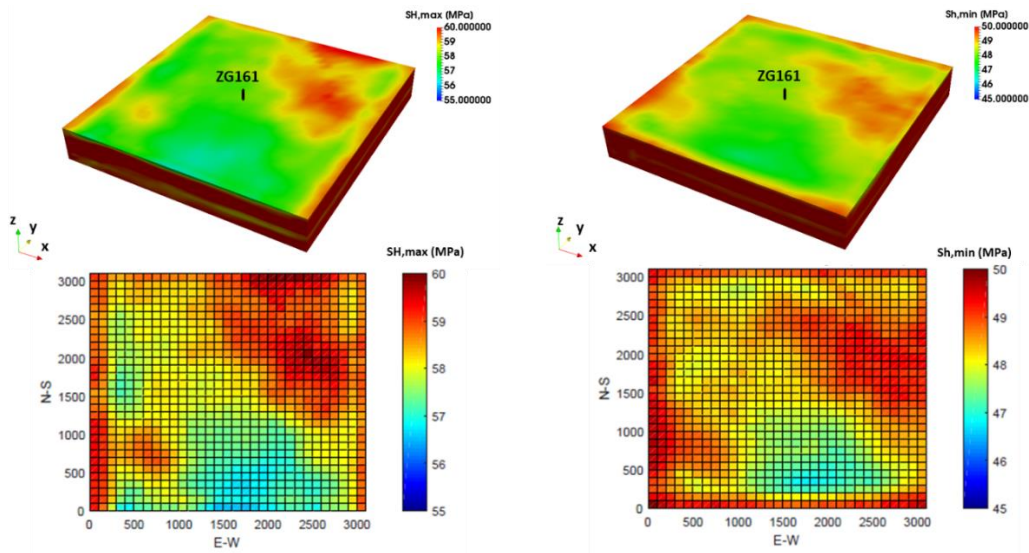 SH,max (MPa)
60.000000
59
58
57
56
55.000000
ZG161
z
y
x
Sh,min (MPa)
50.000000
49
48
47
46
45.000000
ZG161
z
y
x
SH,max (MPa)
3000
2500
2000
1500
1000
500
0
N-S
0 500 1000 1500 2000 2500 3000
E-W
60
59
58
57
56
55
Sh,min (MPa)
3000
2500
2000
1500
1000
500
0
N-S
0 500 1000 1500 2000 2500 3000
E-W
50
49
48
47
46
45